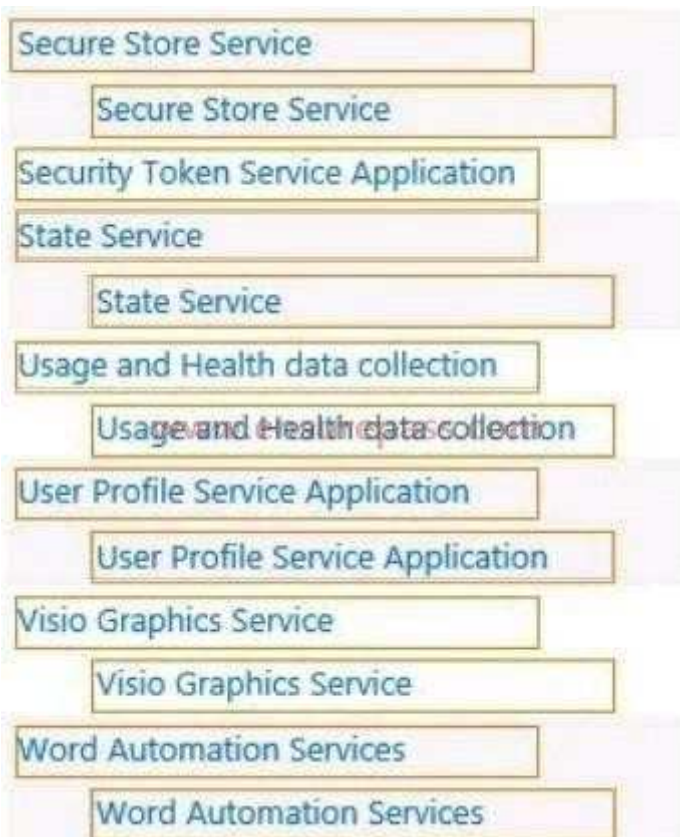 Secure Store Service
Secure Store Service
Security Token Service Application
State Service
State Service
Usage and Health data collection
Usage and Health data collection
User Profile Service Application
User Profile Service Application
Visio Graphics Service
Visio Graphics Service
Word Automation Services
Word Automation Services